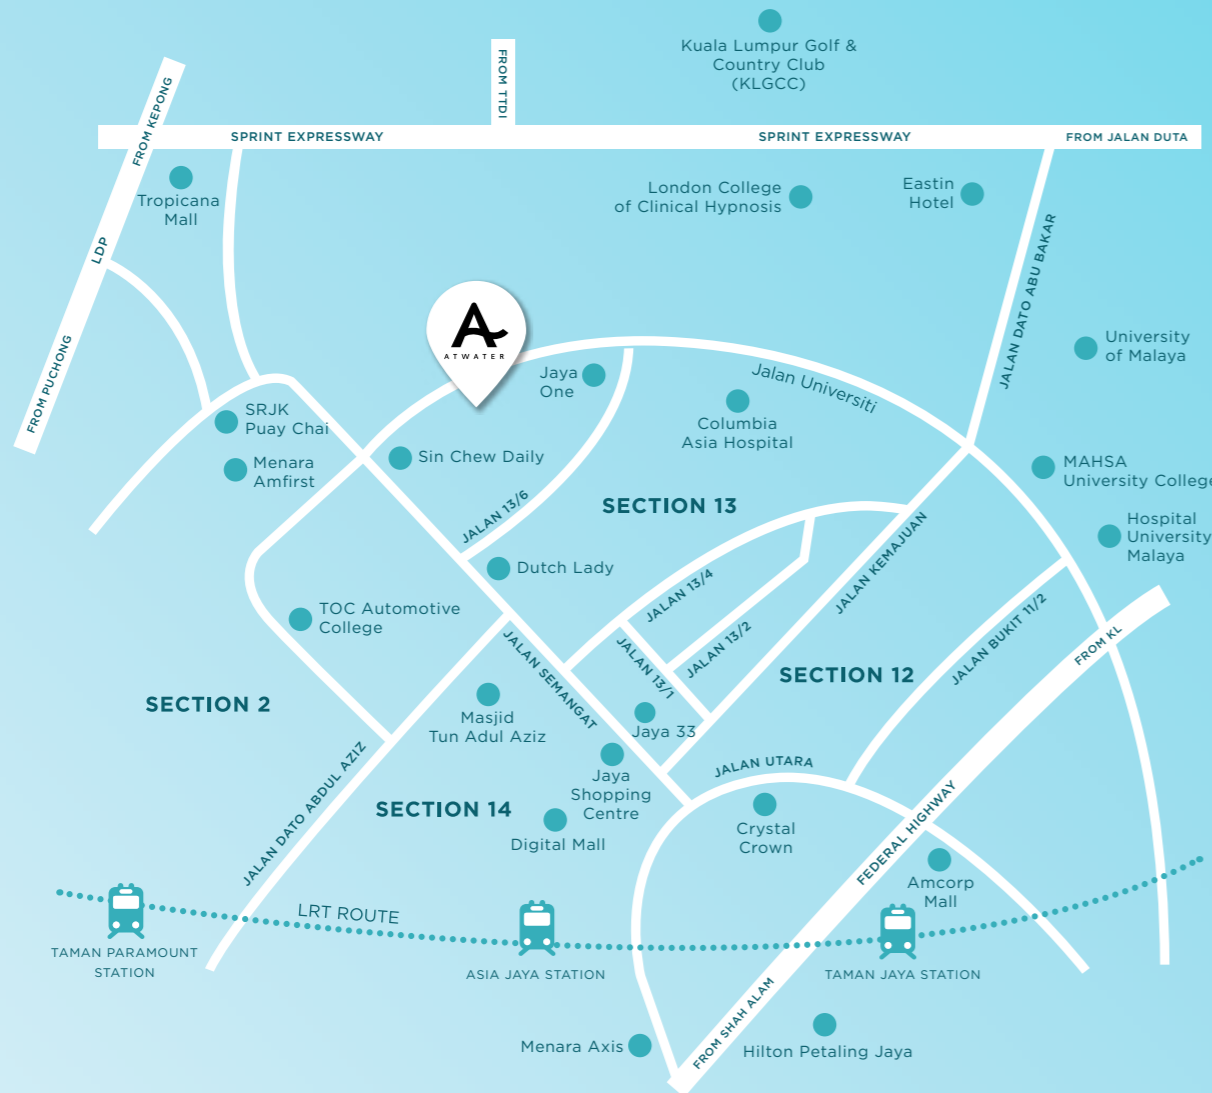 Kuala Lumpur Golf &
Country Club
(KLGCC)
FROM TTDI
FROM KEPONG
SPRINT EXPRESSWAY
SPRINT EXPRESSWAY
FROM JALAN DUTA
Tropicana
Mall
London College
of Clinical Hypnosis
Eastin
Hotel
LDP
JALAN DATO ABU BAKAR
FROM PUCHONG
A
ATWATER
University
of Malaya
Jaya
One
Jalan Universiti
SRJK
Puay Chai
Columbia
Asia Hospital
Sin Chew Daily
Menara
Amfirst
MAHSA
University College
JALAN 13/6
SECTION 13
Hospital
University
Malaya
Dutch Lady
JALAN KEMAJUAN
JALAN 13/4
TOC Automotive
College
JALAN 13/2
JALAN 13/1
JALAN BUKIT 11/2
FROM KL
JALAN SEMANGAT
SECTION 12
SECTION 2
Masjid
Tun Adul Aziz
Jaya 33
JALAN UTARA
JALAN DATO ABDUL AZIZ
Jaya
Shopping
Centre
SECTION 14
Digital Mall
Crystal
Crown
FEDERAL HIGHWAY
Amcorp
Mall
LRT ROUTE
TAMAN PARAMOUNT
STATION
ASIA JAYA STATION
TAMAN JAYA STATION
FROM SHAH ALAM
Menara Axis
Hilton Petaling Jaya